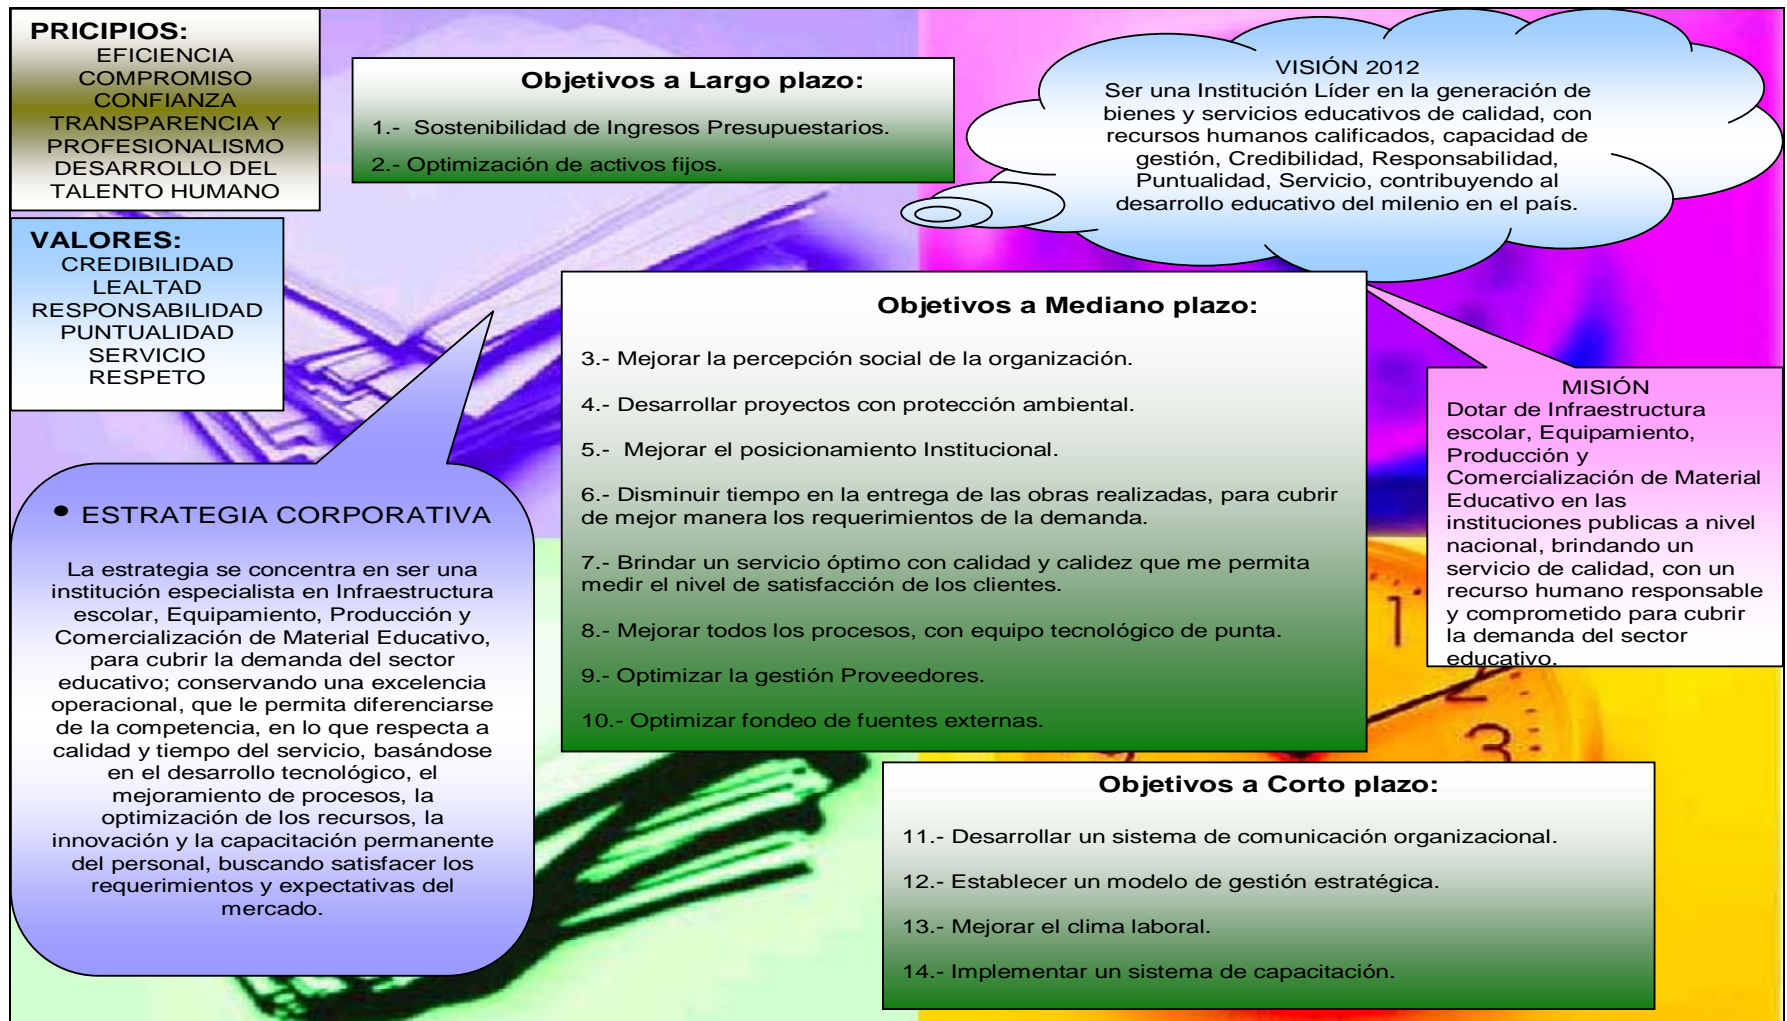 PRICIPIOS:
EFICIENCIA
COMPROMISO
CONFIANZA
TRANSPARENCIA Y
PROFESIONALISMO
DESARROLLO DEL
TALENTO HUMANO
VALORES:
CREDIBILIDAD
LEALTAD
RESPONSABILIDAD
PUNTUALIDAD
SERVICIO
RESPETO
Objetivos a Largo plazo:
1.- Sostenibilidad de Ingresos Presupuestarios.
2.- Optimización de activos fijos.
VISIÓN 2012
Ser una Institución Líder en la generación de
bienes y servicios educativos de calidad, con
recursos humanos calificados, capacidad de
gestión, Credibilidad, Responsabilidad,
Puntualidad, Servicio, contribuyendo al
desarrollo educativo del milenio en el país.
Objetivos a Mediano plazo:
3.- Mejorar la percepción social de la organización.
4.- Desarrollar proyectos con protección ambiental.
5.- Mejorar el posicionamiento Institucional.
6.- Disminuir tiempo en la entrega de las obras realizadas, para cubrir
de mejor manera los requerimientos de la demanda.
7.- Brindar un servicio óptimo con calidad y calidez que me permita
medir el nivel de satisfacción de los clientes.
8.- Mejorar todos los procesos, con equipo tecnológico de punta.
9.- Optimizar la gestión Proveedores.
10.- Optimizar fondeo de fuentes externas.
MISIÓN
Dotar de Infraestructura
escolar, Equipamiento,
Producción y
Comercialización de Material
Educativo en las
instituciones publicas a nivel
nacional, brindando un
servicio de calidad, con un
recurso humano responsable
y comprometido para cubrir
la demanda del sector
educativo.
• ESTRATEGIA CORPORATIVA
La estrategia se concentra en ser una
institución especialista en Infraestructura
escolar, Equipamiento, Producción y
Comercialización de Material Educativo,
para cubrir la demanda del sector
educativo; conservando una excelencia
operacional, que le permita diferenciarse
de la competencia, en lo que respecta a
calidad y tiempo del servicio, basándose
en el desarrollo tecnológico, el
mejoramiento de procesos, la
optimización de los recursos, la
innovación y la capacitación permanente
del personal, buscando satisfacer los
requerimientos y expectativas del
mercado.
Objetivos a Corto plazo:
11.- Desarrollar un sistema de comunicación organizacional.
12.- Establecer un modelo de gestión estratégica.
13.- Mejorar el clima laboral.
14.- Implementar un sistema de capacitación.
1
2
3